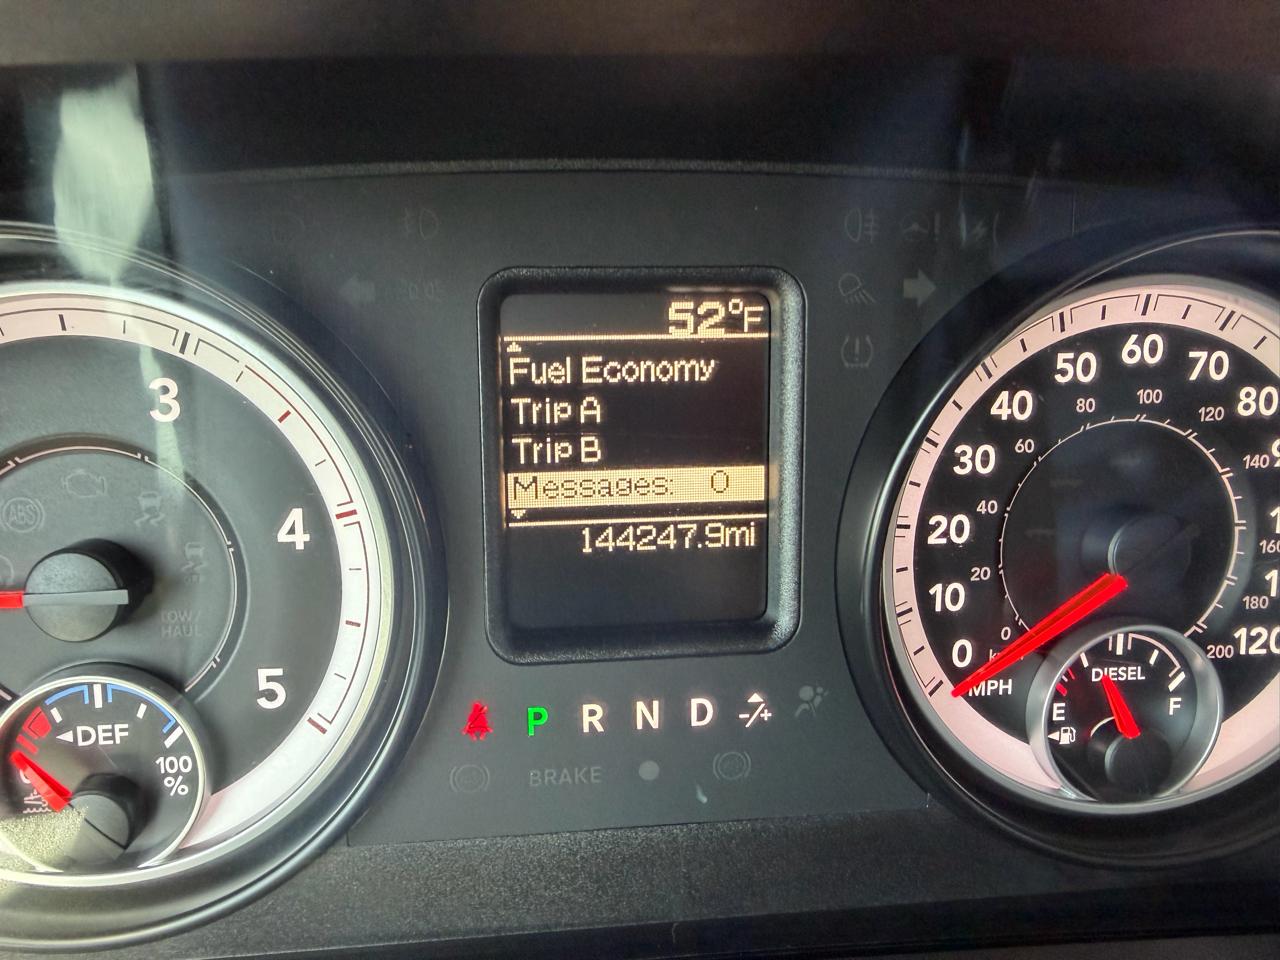 52°F
Fuel Economy
Trip A
Trip B
Messages: 0
144247.9mi
3
4
5
ABS
LOW/
HAUL
DEF
100
%
P R N D -/+
BRAKE
0
10
20
30
40
50
60
70
80
120
MPH
0
20
40
60
80
100
120
140
160
180
200
DIESEL
E
F